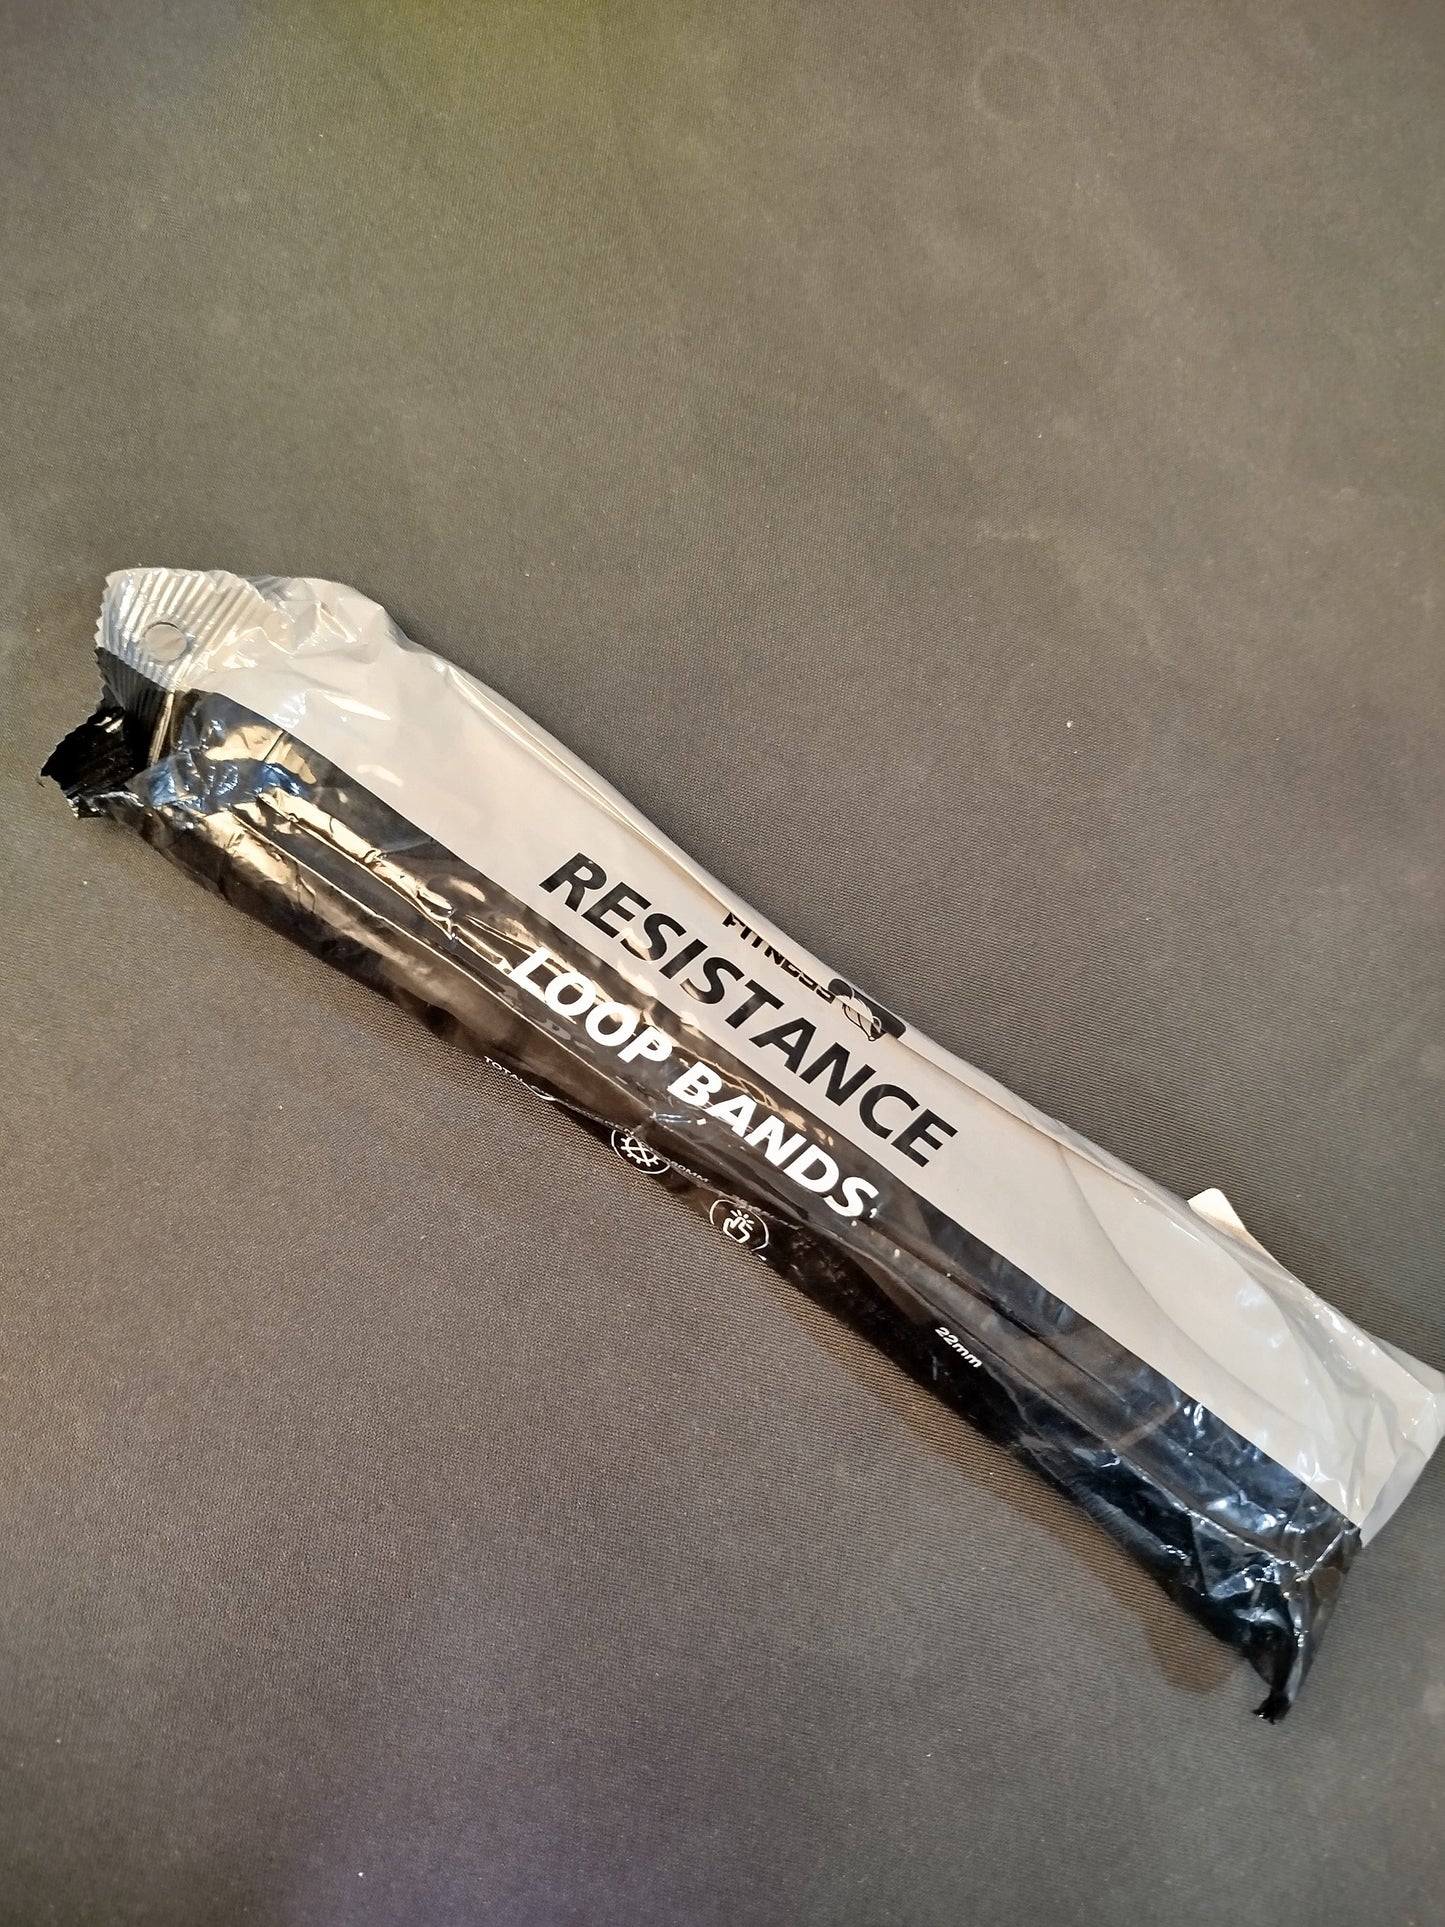 FITNESS
RESISTANCE
LOOP BANDS
22mm